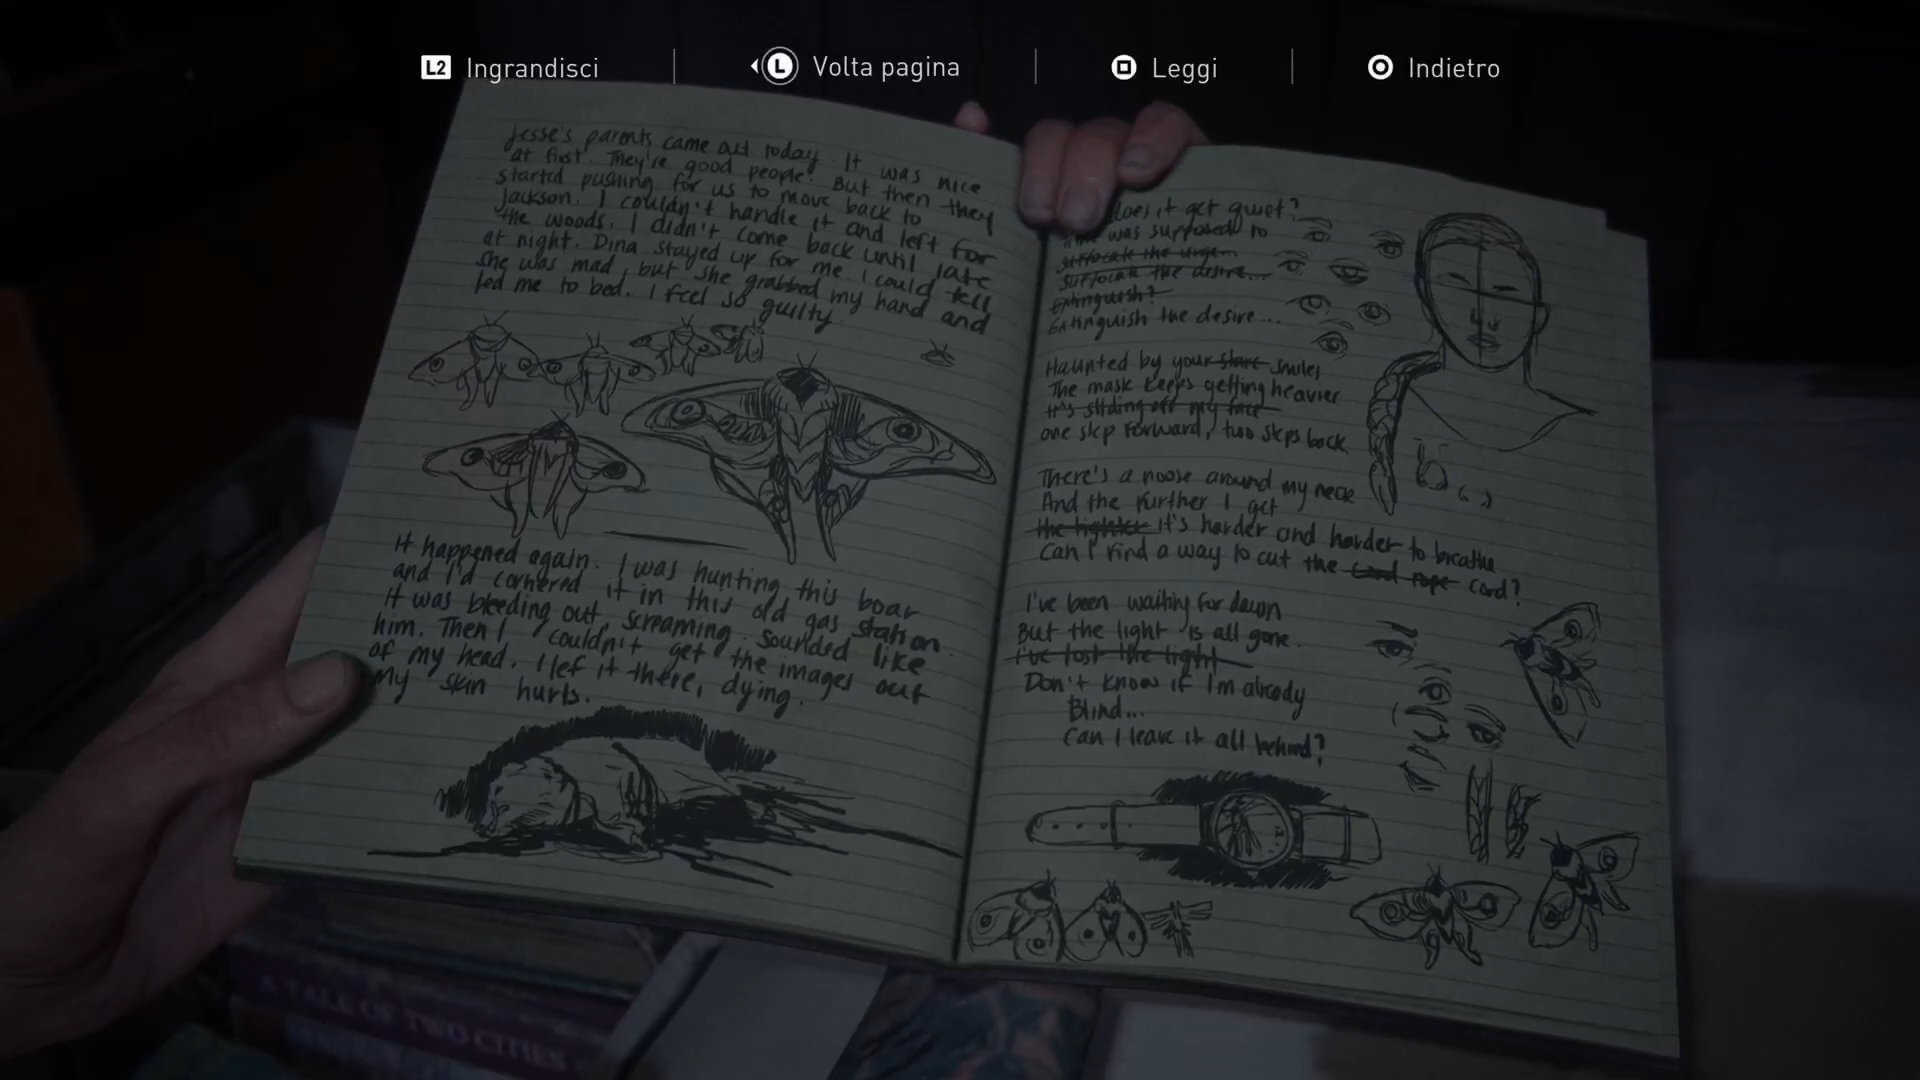 L2 Ingrandisci
L Volta pagina
Leggi
Indietro
Jesse's parents came out today. It was nice
at first. They're good people. But then they
started pushing for us to move back to
Jackson. I couldn't handle it and left for
the woods. I didn't come back until late
at night. Dina stayed up for me. I could tell
she was mad, but she grabbed my hand and
led me to bed. I feel so guilty.
It happened again. I was hunting this boar
and I'd cornered it in this old gas station.
It was bleeding out, screaming. Sounded like
him. Then I couldn't get the images out
of my head. I lef it there, dying.
My skin hurts.
does it get quiet?
Time was supposed to
suffocate the urge...
Suffocate the desire...
Extinguish?
Extinguish the desire...
Haunted by your stare smiles
The mask keeps getting heavier
It's sliding off my face
one step forward, two steps back
There's a noose around my neck
And the further I get
the tighter it's harder and harder to breathe
Can I find a way to cut the cord rope cord?
I've been waiting for dawn
But the light is all gone.
I've lost the light
Don't know if I'm already
Blind...
Can I leave it all behind?
A TALE OF TWO CITIES